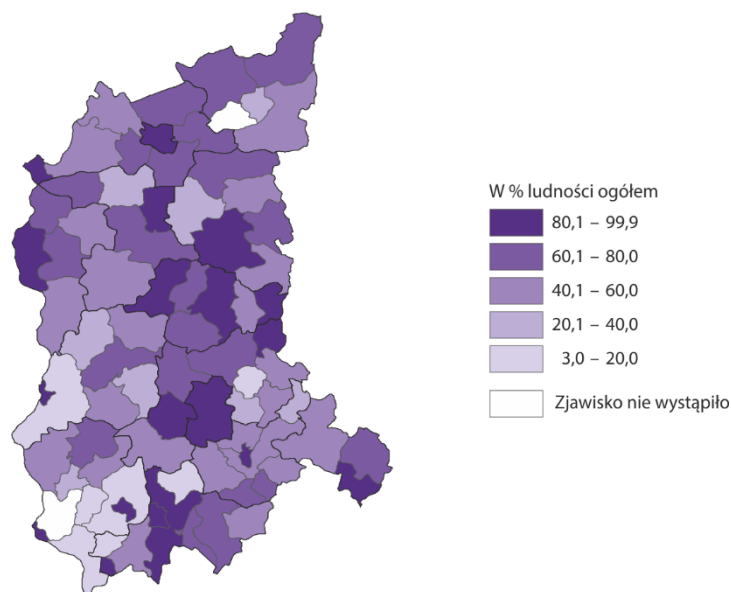 W % ludności ogółem
80,1 – 99,9
60,1 – 80,0
40,1 – 60,0
20,1 – 40,0
3,0 – 20,0
Zjawisko nie wystąpiło